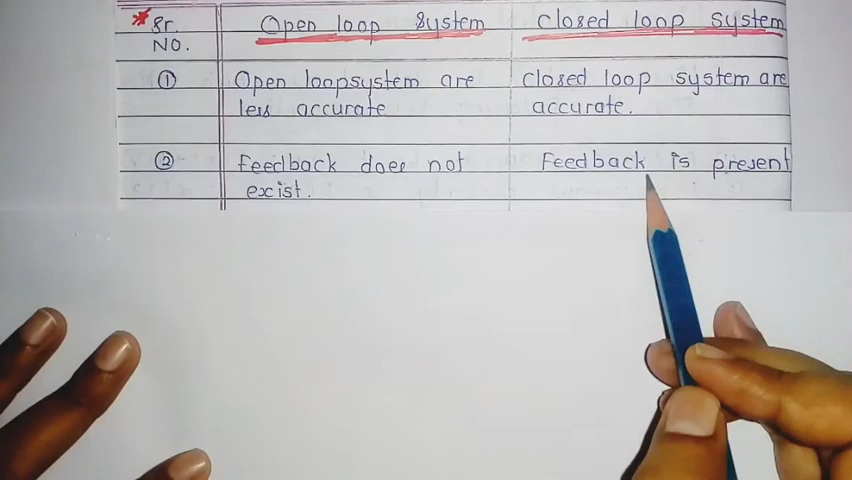 * Sr. No. Open loop system closed loop system
① Open loopsystem are closed loop system are
less accurate accurate.
② Feedback does not Feedback is present
exist.